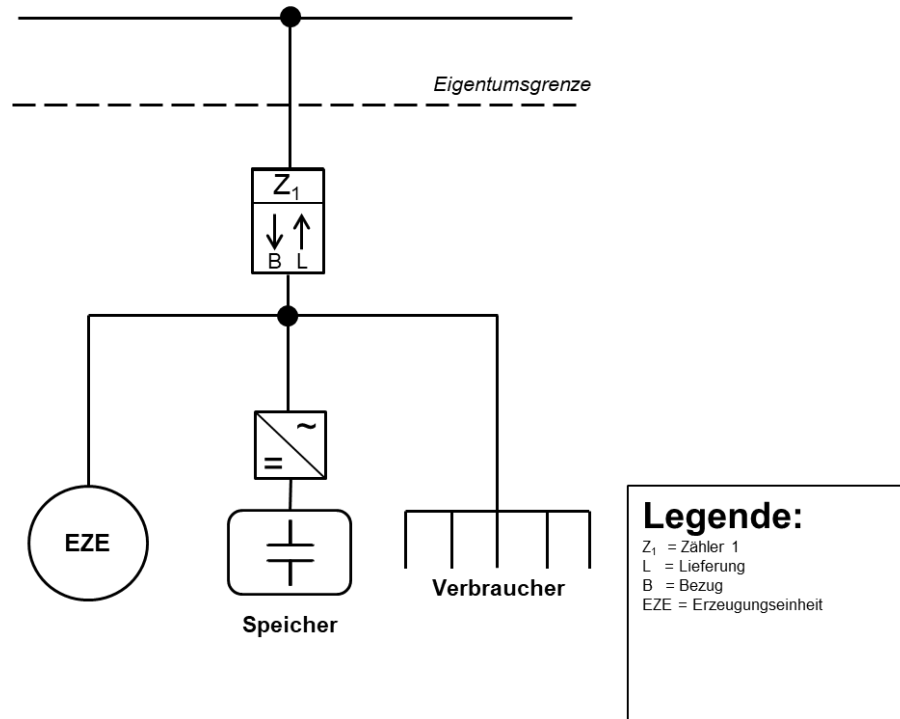 Eigentumsgrenze
Z₁
B L
~
=
EZE
Speicher
Verbraucher
Legende:
Z₁ = Zähler 1
L = Lieferung
B = Bezug
EZE = Erzeugungseinheit